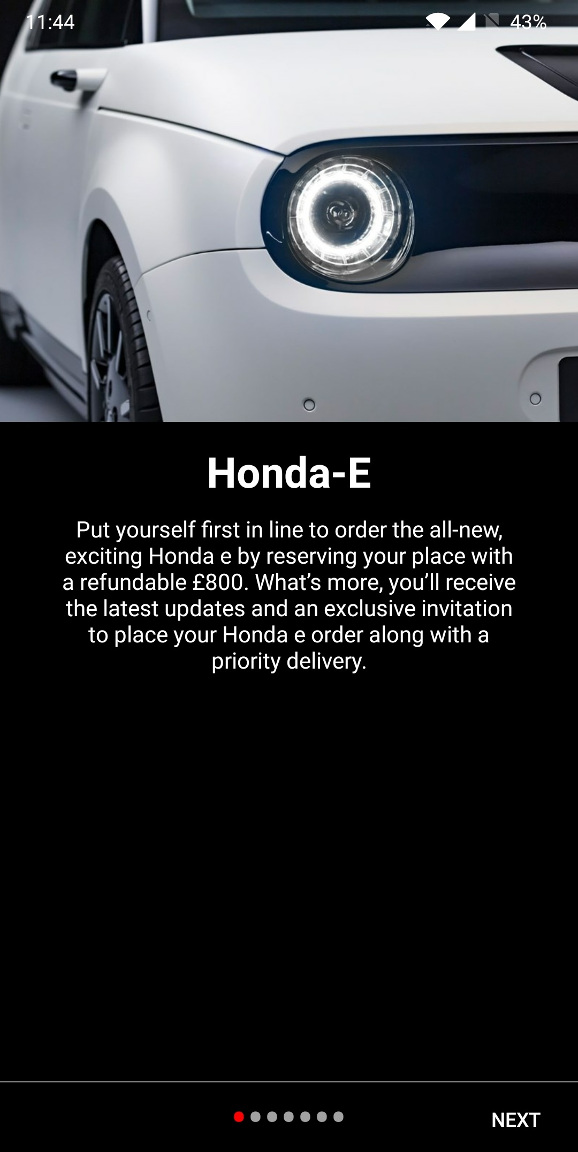 11:44
43%
Honda-E
Put yourself first in line to order the all-new,
exciting Honda e by reserving your place with
a refundable £800. What’s more, you’ll receive
the latest updates and an exclusive invitation
to place your Honda e order along with a
priority delivery.
NEXT